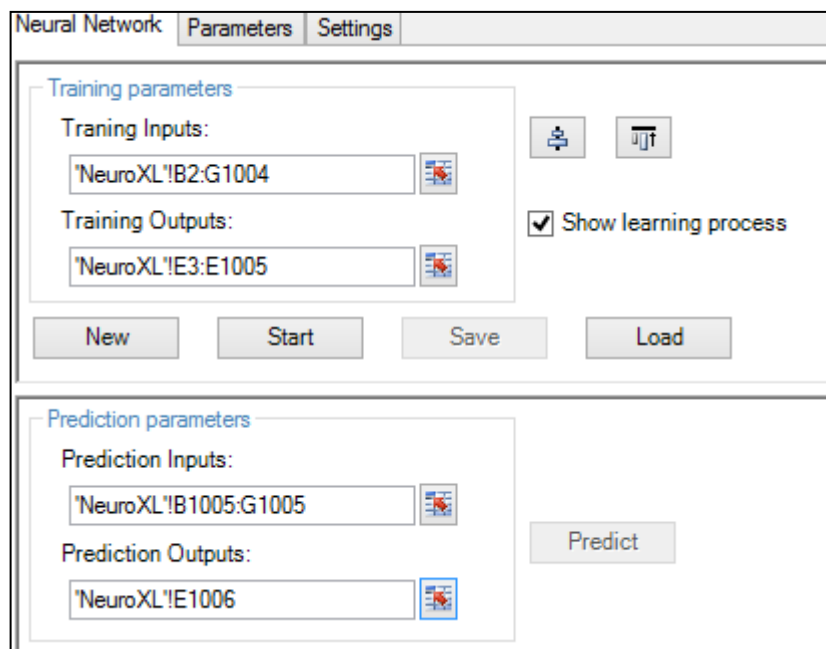 Neural Network Parameters Settings
Training parameters
Traning Inputs:
'NeuroXL'!B2:G1004
Training Outputs:
Show learning process
'NeuroXL'!E3:E1005
New Start Save Load
Prediction parameters
Prediction Inputs:
'NeuroXL'!B1005:G1005
Predict
Prediction Outputs:
'NeuroXL'!E1006